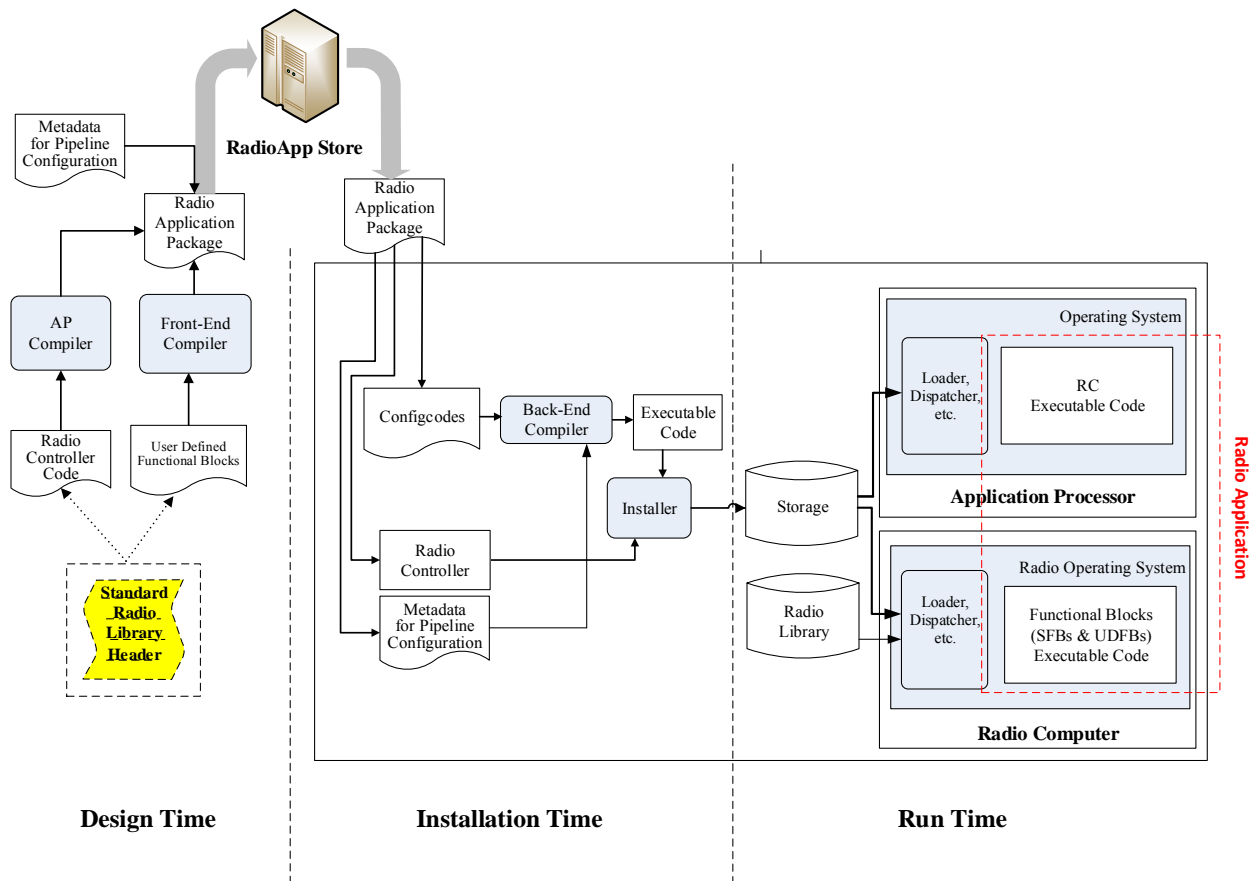 RadioApp Store
Metadata
for Pipeline
Configuration
Radio
Application
Package
AP
Compiler
Front-End
Compiler
Radio
Controller
Code
User Defined
Functional Blocks
Standard
Radio
Library
Header
Design Time
Radio
Application
Package
Configcodes
Back-End
Compiler
Executable
Code
Installer
Radio
Controller
Metadata
for Pipeline
Configuration
Installation Time
Storage
Radio
Library
Operating System
Loader,
Dispatcher,
etc.
RC
Executable Code
Application Processor
Radio Operating System
Loader,
Dispatcher,
etc.
Functional Blocks
(SFBs & UDFBs)
Executable Code
Radio Computer
Radio Application
Run Time